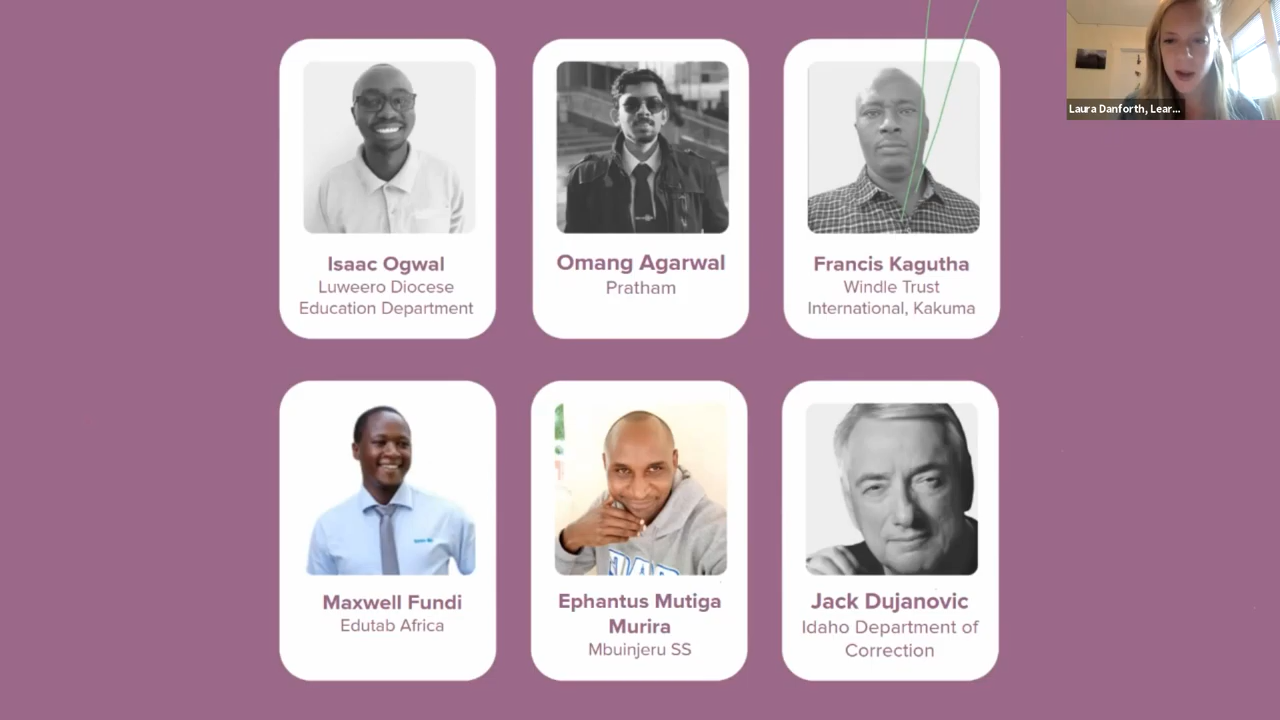 Laura Danforth, Lear...
Isaac Ogwal
Luweero Diocese
Education Department
Omang Agarwal
Pratham
Francis Kagutha
Windle Trust
International, Kakuma
Maxwell Fundi
Edutab Africa
Ephantus Mutiga
Murira
Mbuinjeru SS
Jack Dujanovic
Idaho Department of
Correction